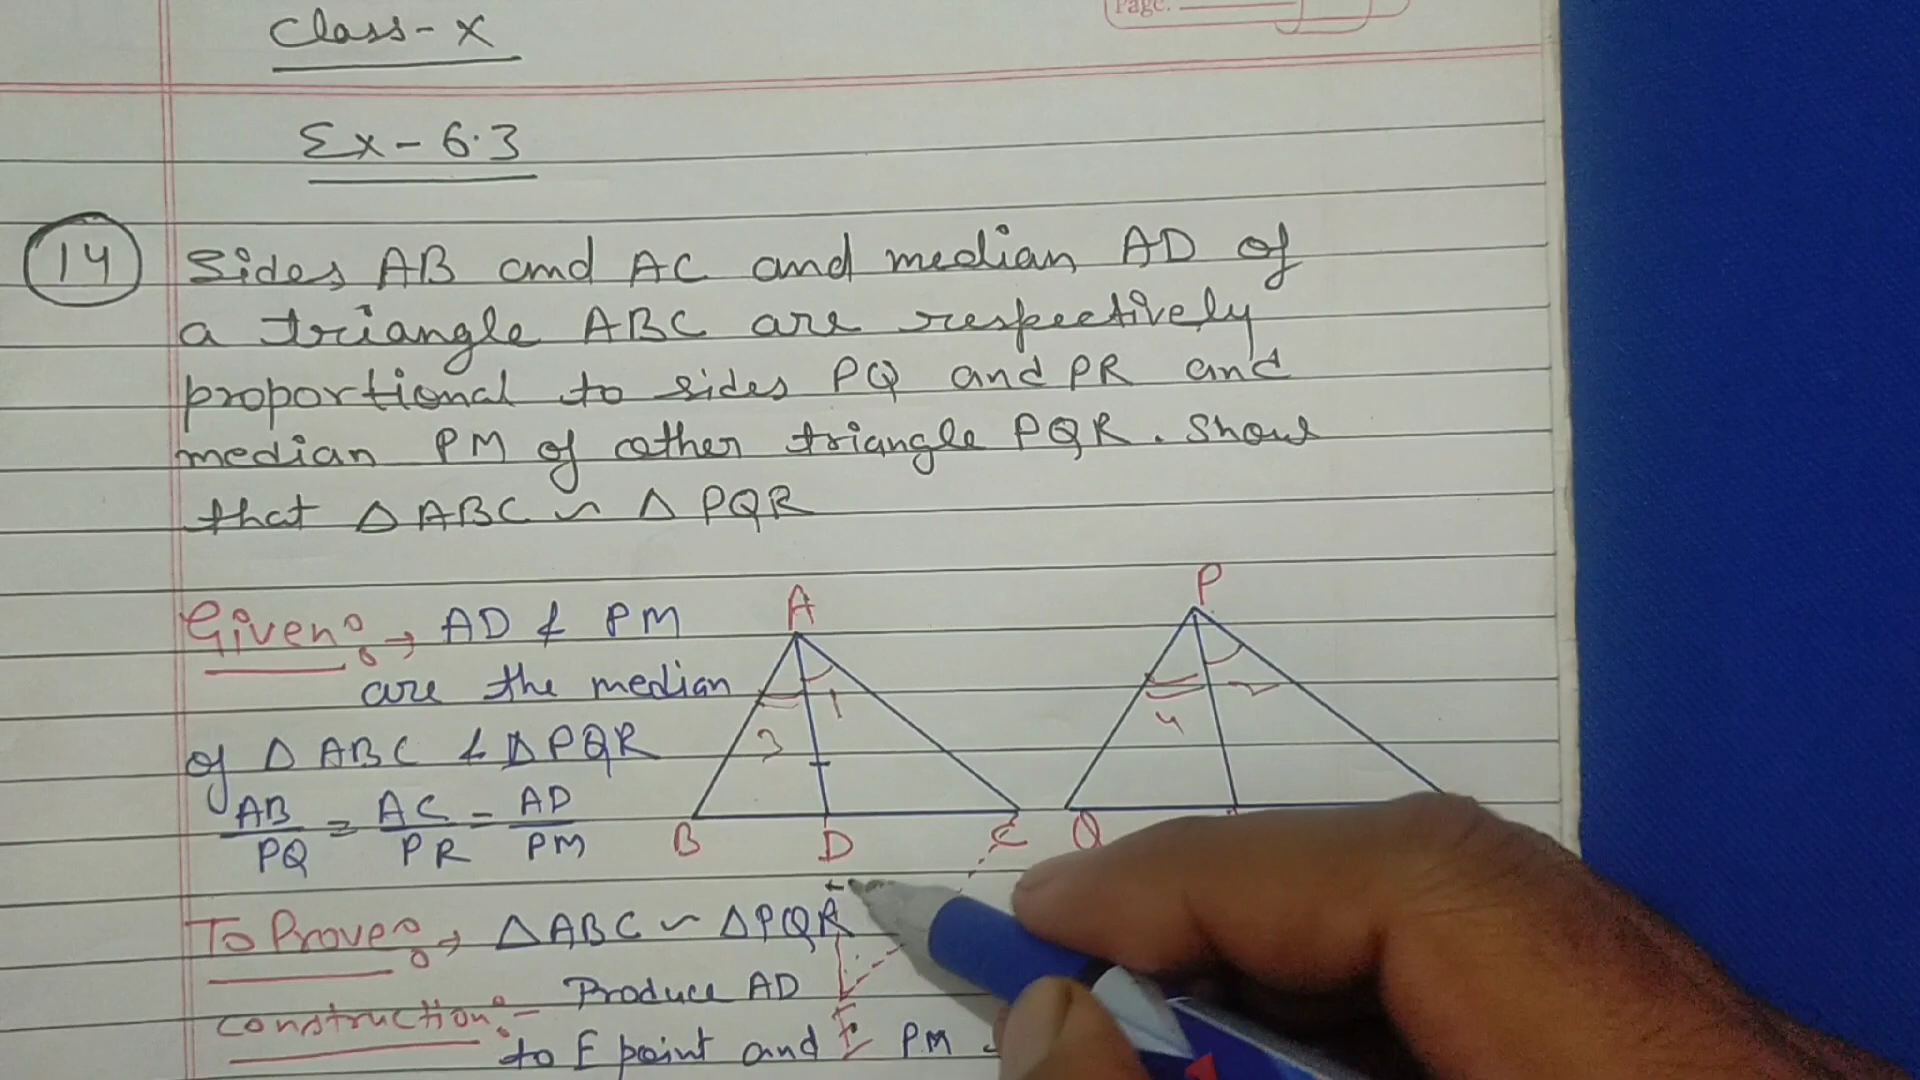 Page.
Class - X
Ex - 6.3
14 Sides AB and AC and median AD of
a triangle ABC are respectively
proportional to sides PQ and PR and
median PM of other triangle PQR. Show
that △ABC ~ △PQR
Given: → AD & PM
are the median
of △ABC & △PQR
AB/PQ = AC/PR = AD/PM
To Prove: → △ABC ~ △PQR
Construction: - Produce AD
to E point and PM
A
1
3
B
D
C
E
P
2
4
Q